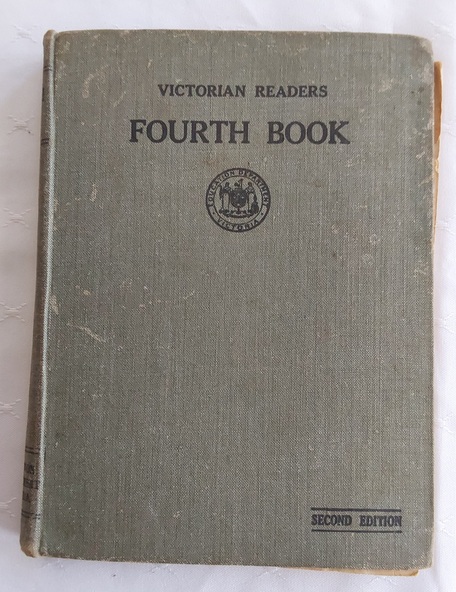 VICTORIAN READERS
FOURTH BOOK
EDUCATION DEPARTMENT
VICTORIA
SECOND EDITION